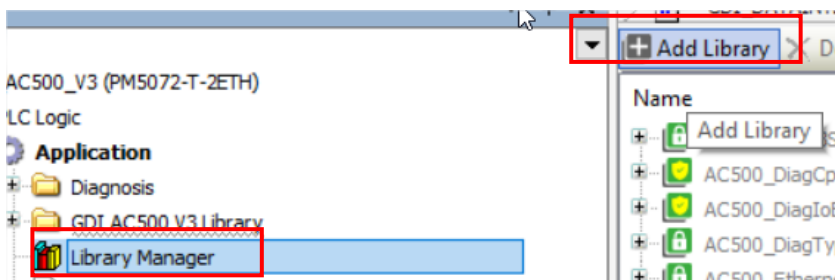 Add Library
AC500_V3 (PM5072-T-2ETH)
LC Logic
Application
Diagnosis
GDI AC500 V3 Library
Library Manager
Name
Add Library
AC500_DiagCp
AC500_DiagIo
AC500_DiagTy